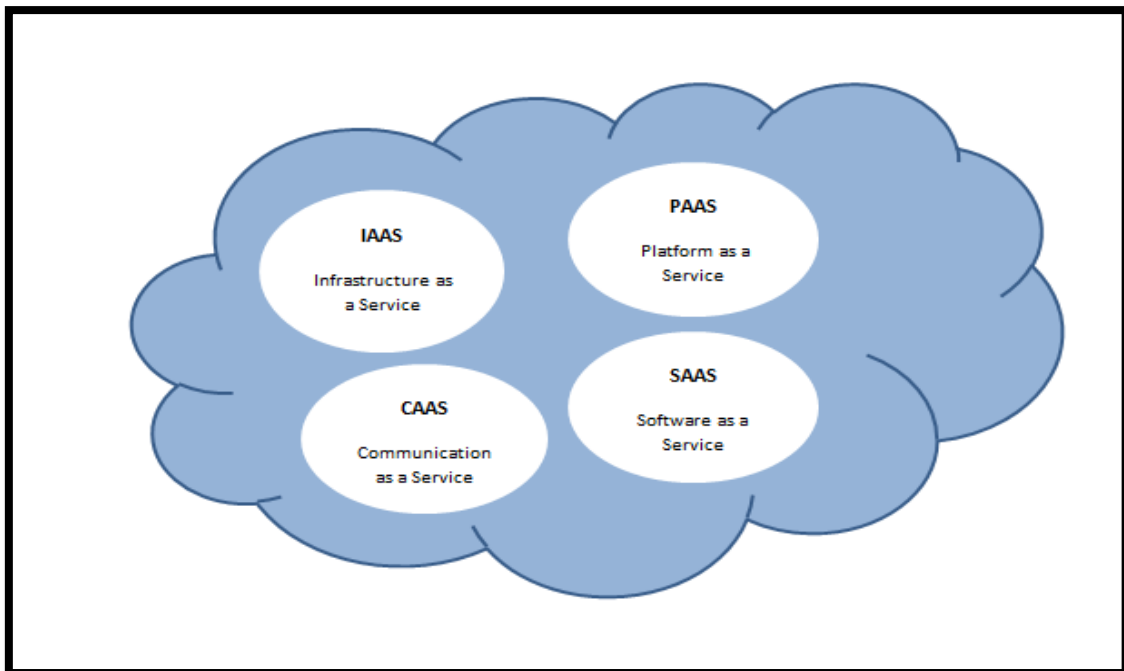 IAAS
Infrastructure as
a Service
PAAS
Platform as a
Service
CAAS
Communication
as a Service
SAAS
Software as a
Service